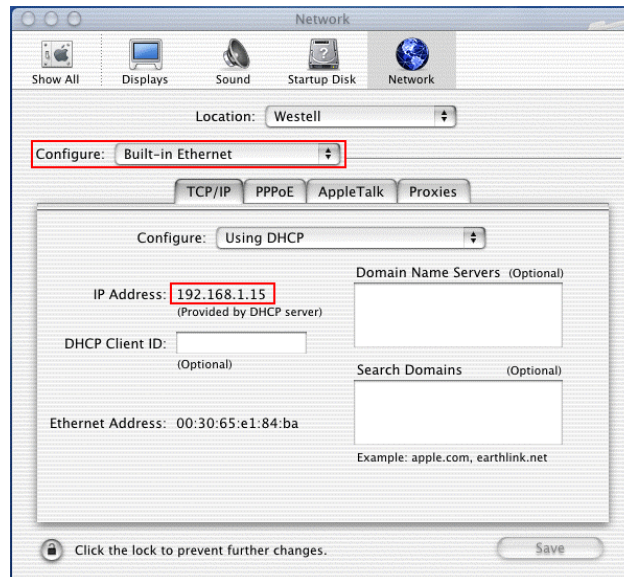 Network
Show All Displays Sound Startup Disk Network
Location: Westell
Configure: Built-in Ethernet
TCP/IP PPPoE AppleTalk Proxies
Configure: Using DHCP
Domain Name Servers (Optional)
IP Address: 192.168.1.15
(Provided by DHCP server)
DHCP Client ID:
(Optional)
Search Domains (Optional)
Ethernet Address: 00:30:65:e1:84:ba
Example: apple.com, earthlink.net
Click the lock to prevent further changes.
Save